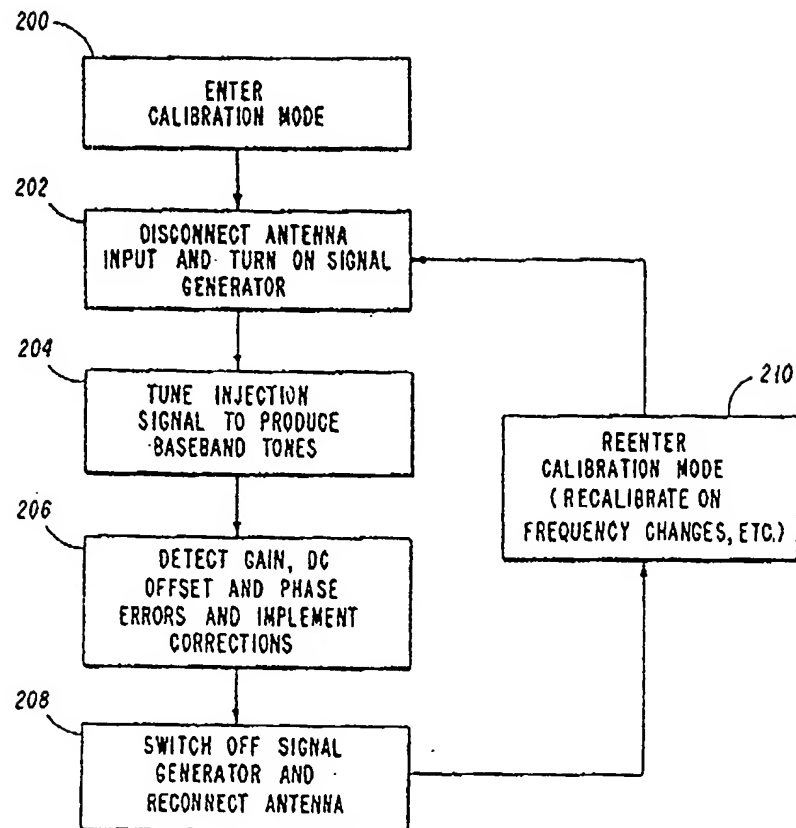 200
ENTER
CALIBRATION MODE
202
DISCONNECT ANTENNA
INPUT AND TURN ON SIGNAL
GENERATOR
204
TUNE INJECTION
SIGNAL TO PRODUCE
BASEBAND TONES
210
REENTER
CALIBRATION MODE
(RECALIBRATE ON
FREQUENCY CHANGES, ETC.)
206
DETECT GAIN, DC
OFFSET AND PHASE
ERRORS AND IMPLEMENT
CORRECTIONS
208
SWITCH OFF SIGNAL
GENERATOR AND
RECONNECT ANTENNA